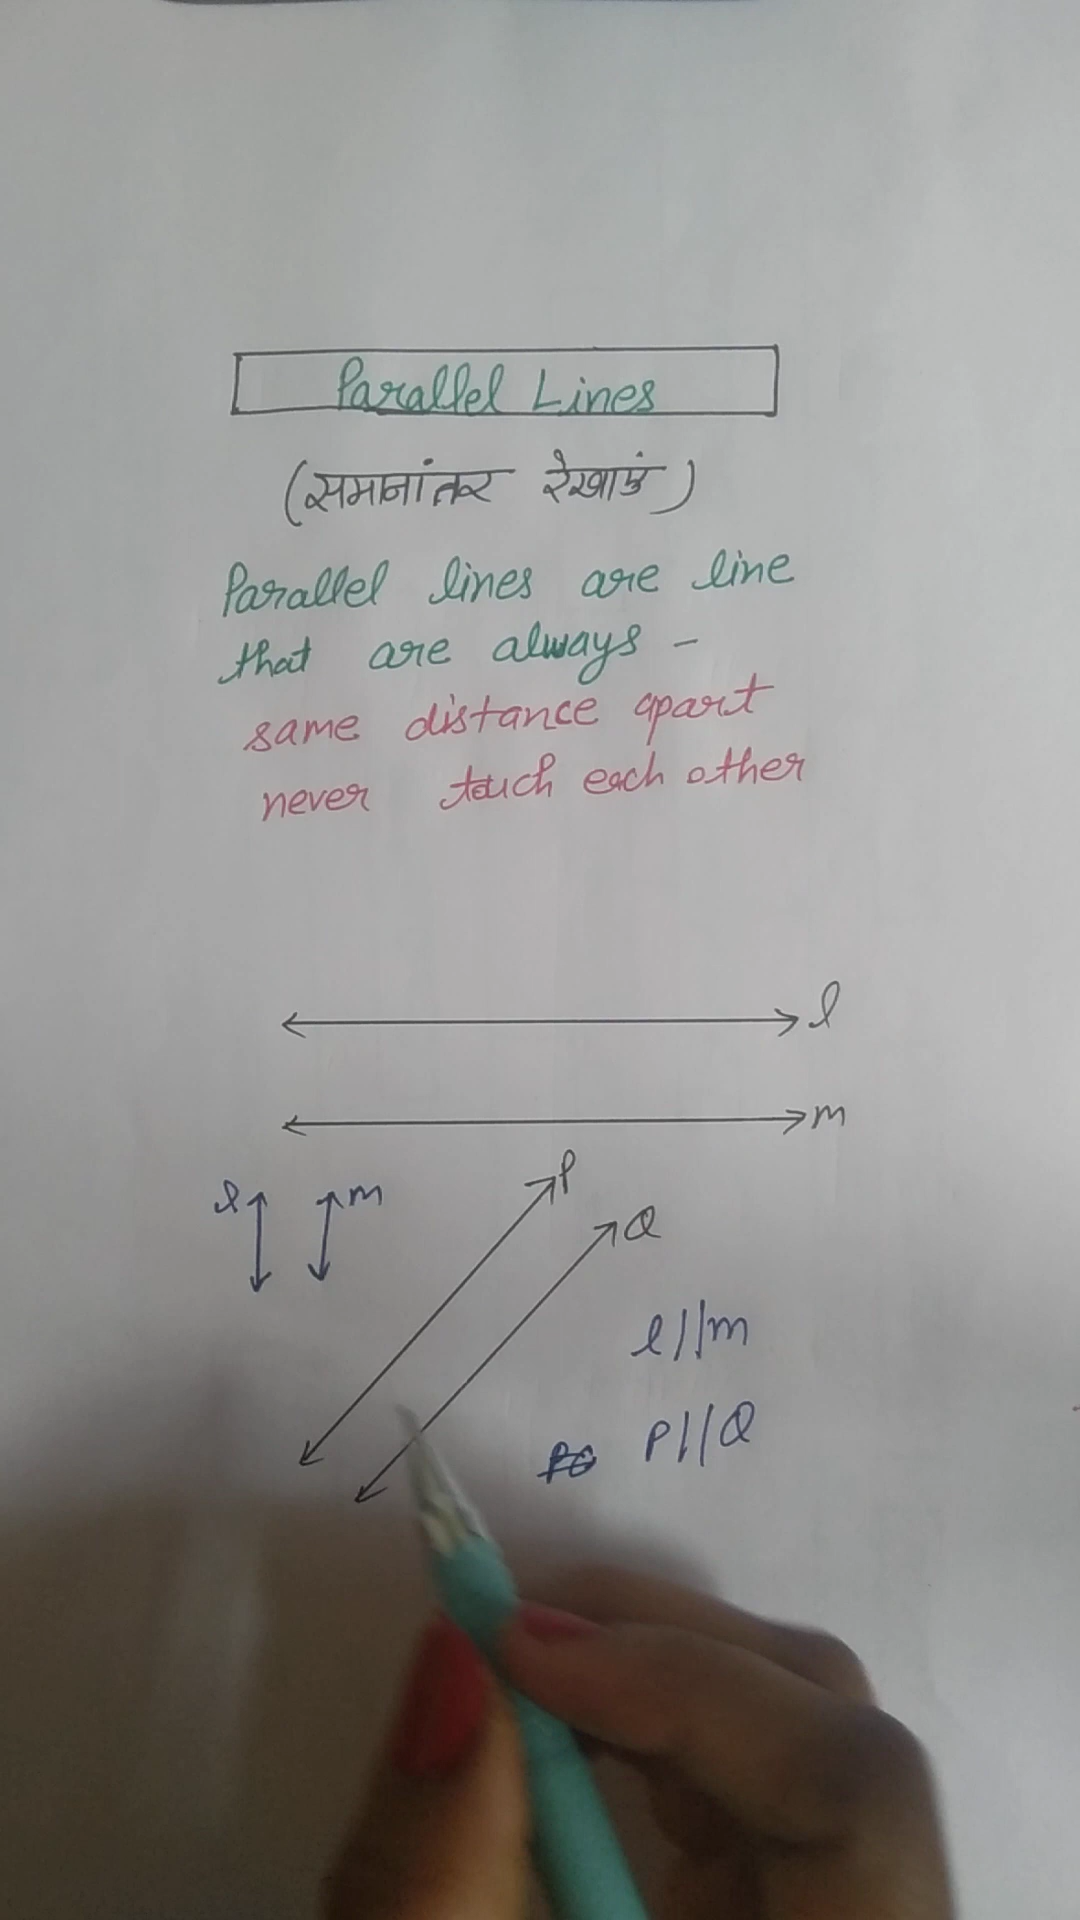 Parallel Lines
(समानांतर रेखाएं)
Parallel lines are line
that are always -
same distance apart
never touch each other
l
m
l m
P
Q
l//m
P//Q